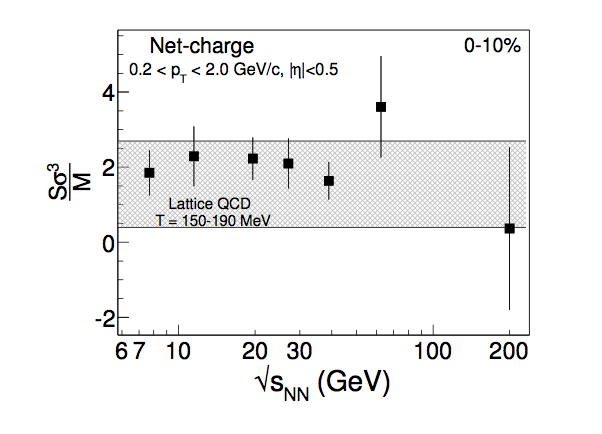 Net-charge
0-10%
0.2 < p_T < 2.0 GeV/c, |η|<0.5
Sσ³
M
4
2
0
-2
Lattice QCD
T = 150-190 MeV
6 7 10 20 30 100 200
√s_NN (GeV)